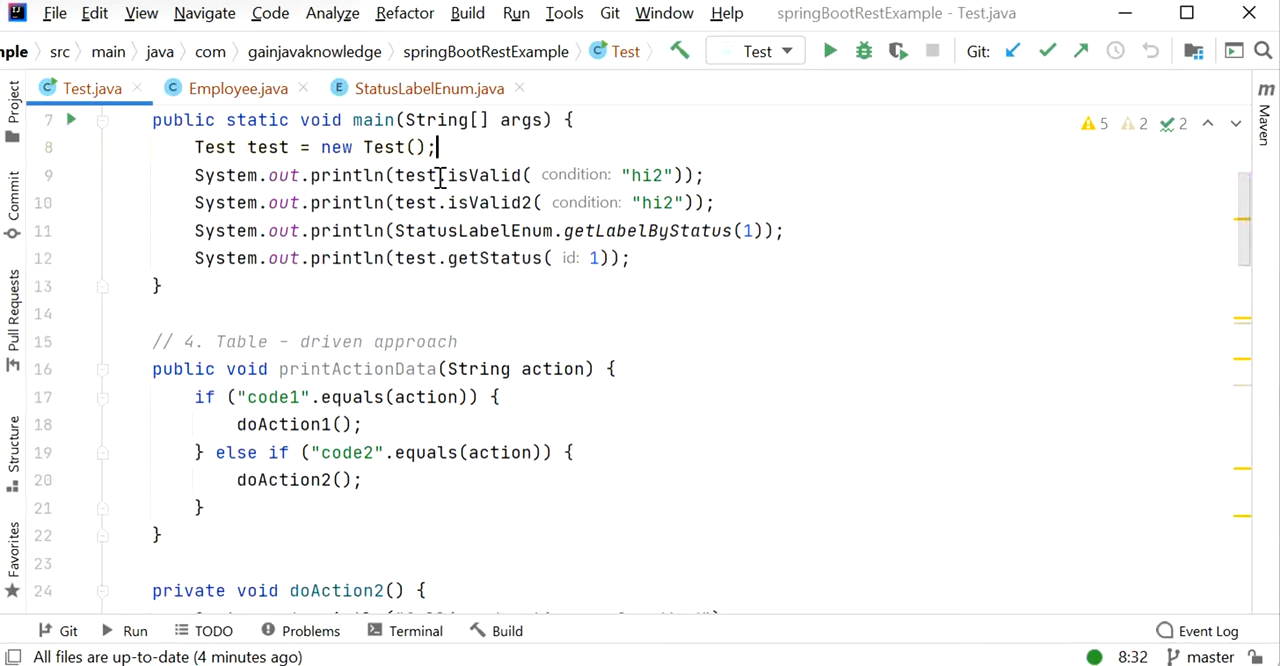 File Edit View Navigate Code Analyze Refactor Build Run Tools Git Window Help springBootRestExample - Test.java
mple src main java com gainjavaknowledge springBootRestExample Test Test Git:
Test.java Employee.java StatusLabelEnum.java
Project
Commit
Pull Requests
Structure
Favorites
Maven
5 2 2
7 public static void main(String[] args) {
8 Test test = new Test();
9 System.out.println(test.isValid( condition: "hi2"));
10 System.out.println(test.isValid2( condition: "hi2"));
11 System.out.println(StatusLabelEnum.getLabelByStatus(1));
12 System.out.println(test.getStatus( id: 1));
13 }
14
15 // 4. Table - driven approach
16 public void printActionData(String action) {
17 if ("code1".equals(action)) {
18 doAction1();
19 } else if ("code2".equals(action)) {
20 doAction2();
21 }
22 }
23
24 private void doAction2() {
Git Run TODO Problems Terminal Build Event Log
All files are up-to-date (4 minutes ago) 8:32 master